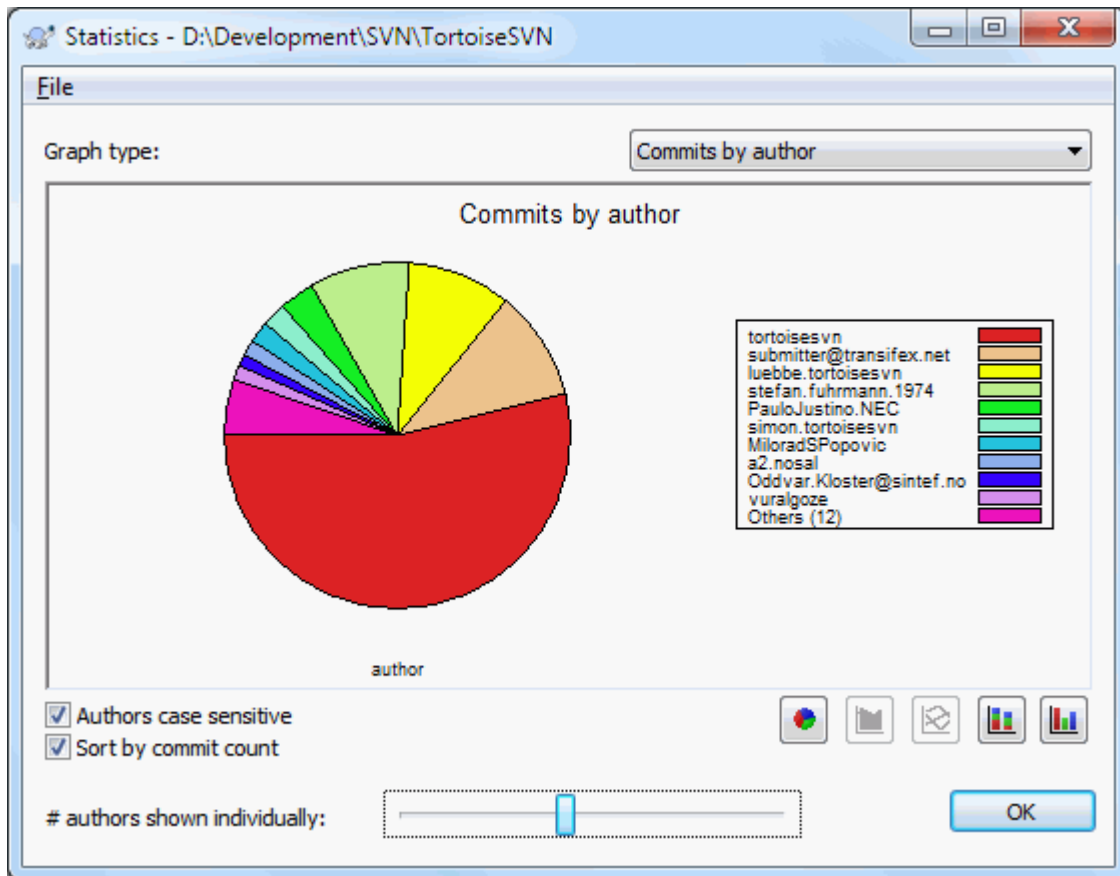 Statistics - D:\Development\SVN\TortoiseSVN
File
Graph type:
Commits by author
Commits by author
tortoisesvn
submitter@transifex.net
luebbe.tortoisesvn
stefan.fuhrmann.1974
PauloJustino.NEC
simon.tortoisesvn
MiloradSPopovic
a2.nosal
Oddvar.Kloster@sintef.no
vuralgoze
Others (12)
author
Authors case sensitive
Sort by commit count
# authors shown individually:
OK